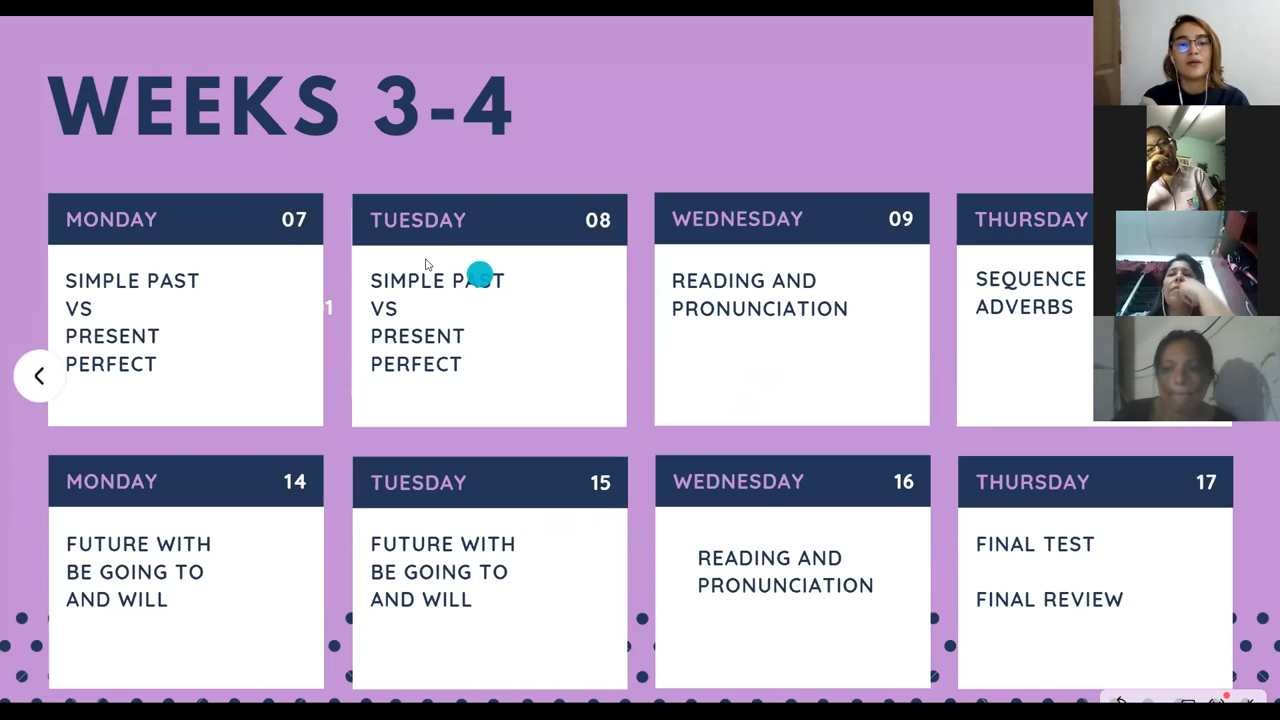 WEEKS 3-4
MONDAY 07
SIMPLE PAST
VS
PRESENT
PERFECT
1
TUESDAY 08
SIMPLE PAST
VS
PRESENT
PERFECT
WEDNESDAY 09
READING AND
PRONUNCIATION
THURSDAY
SEQUENCE
ADVERBS
MONDAY 14
FUTURE WITH
BE GOING TO
AND WILL
TUESDAY 15
FUTURE WITH
BE GOING TO
AND WILL
WEDNESDAY 16
READING AND
PRONUNCIATION
THURSDAY 17
FINAL TEST
FINAL REVIEW